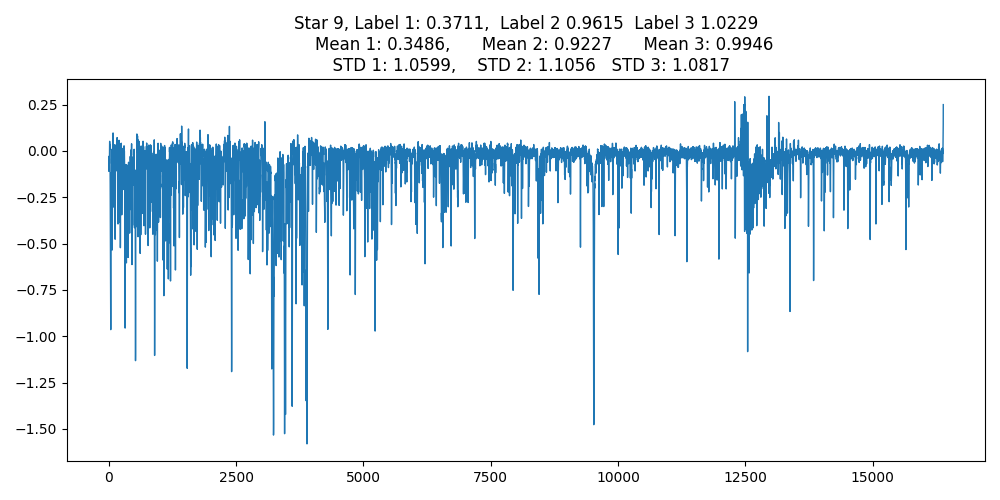 Star 9, Label 1: 0.3711,  Label 2 0.9615  Label 3 1.0229
Mean 1: 0.3486,      Mean 2: 0.9227      Mean 3: 0.9946
STD 1: 1.0599,    STD 2: 1.1056   STD 3: 1.0817
0.25
0.00
−0.25
−0.50
−0.75
−1.00
−1.25
−1.50
0 2500 5000 7500 10000 12500 15000